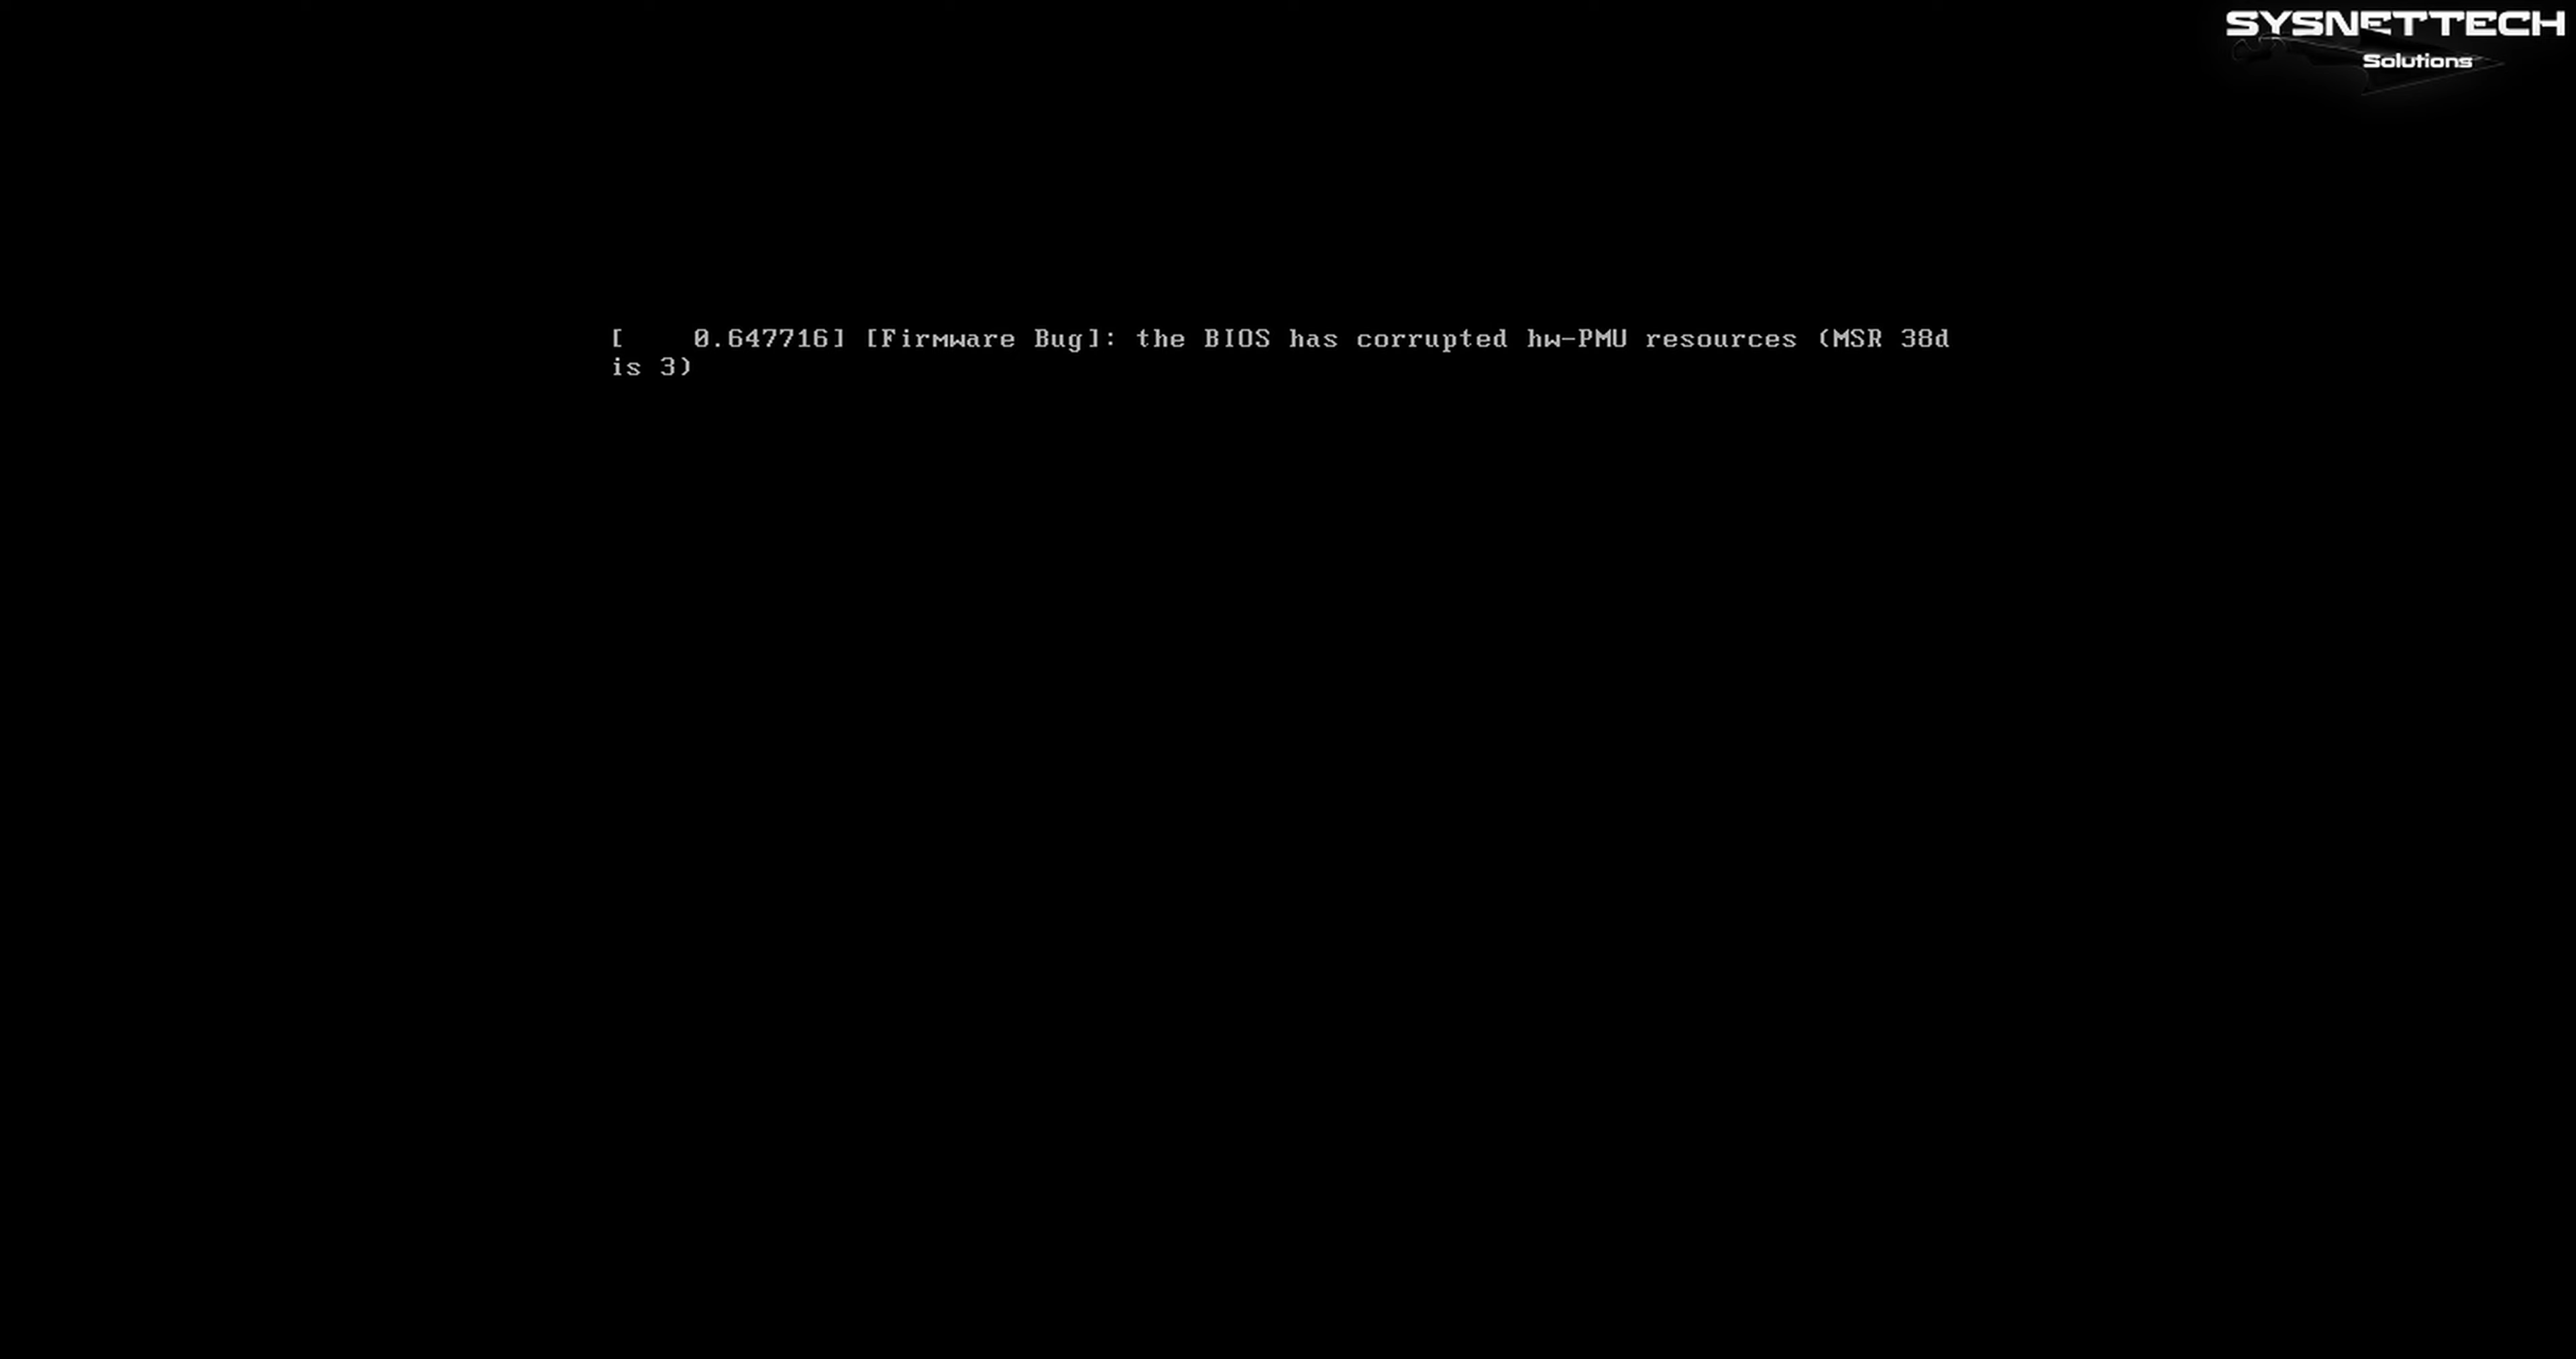 SYSNETTECH
Solutions
[    0.647716] [Firmware Bug]: the BIOS has corrupted hw-PMU resources (MSR 38d
is 3)